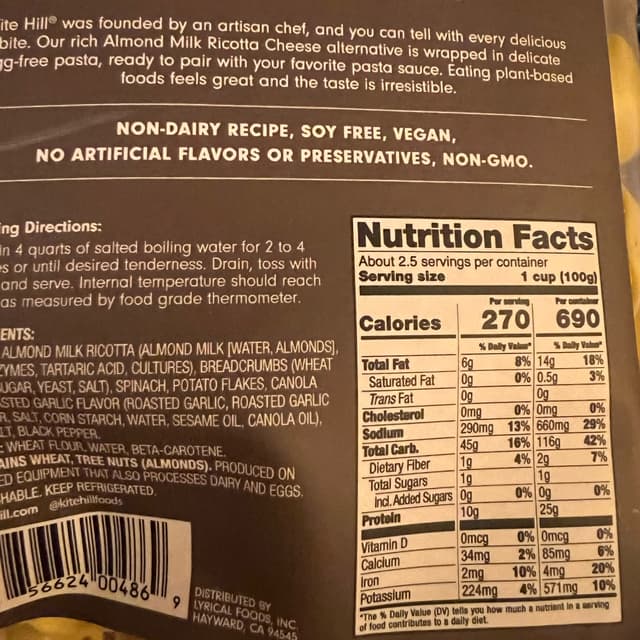 ite Hill® was founded by an artisan chef, and you can tell with every delicious
bite. Our rich Almond Milk Ricotta Cheese alternative is wrapped in delicate
gg-free pasta, ready to pair with your favorite pasta sauce. Eating plant-based
foods feels great and the taste is irresistible.
NON-DAIRY RECIPE, SOY FREE, VEGAN,
NO ARTIFICIAL FLAVORS OR PRESERVATIVES, NON-GMO.
ing Directions:
in 4 quarts of salted boiling water for 2 to 4
es or until desired tenderness. Drain, toss with
and serve. Internal temperature should reach
as measured by food grade thermometer.
ENTS:
ALMOND MILK RICOTTA (ALMOND MILK [WATER, ALMONDS],
ZYMES, TARTARIC ACID, CULTURES), BREADCRUMBS (WHEAT
UGAR, YEAST, SALT), SPINACH, POTATO FLAKES, CANOLA
STED GARLIC FLAVOR (ROASTED GARLIC, ROASTED GARLIC
R, SALT, CORN STARCH, WATER, SESAME OIL, CANOLA OIL),
LT, BLACK PEPPER.
: WHEAT FLOUR, WATER, BETA-CAROTENE.
AINS WHEAT, TREE NUTS (ALMONDS). PRODUCED ON
ED EQUIPMENT THAT ALSO PROCESSES DAIRY AND EGGS.
HABLE. KEEP REFRIGERATED.
ill.com @kitehillfoods
56624 00486 9
DISTRIBUTED BY
LYRICAL FOODS, INC.
HAYWARD, CA 94545
Nutrition Facts
About 2.5 servings per container
Serving size 1 cup (100g)
Per serving Per container
Calories 270 690
% Daily Value* % Daily Value*
Total Fat 6g 8% 14g 18%
Saturated Fat 0g 0% 0.5g 3%
Trans Fat 0g 0g
Cholesterol 0mg 0% 0mg 0%
Sodium 290mg 13% 660mg 29%
Total Carb. 45g 16% 116g 42%
Dietary Fiber 1g 4% 2g 7%
Total Sugars 1g 1g
Incl. Added Sugars 0g 0% 0g 0%
Protein 10g 25g
Vitamin D 0mcg 0% 0mcg 0%
Calcium 34mg 2% 85mg 6%
Iron 2mg 10% 4mg 20%
Potassium 224mg 4% 571mg 10%
*The % Daily Value (DV) tells you how much a nutrient in a serving
of food contributes to a daily diet.